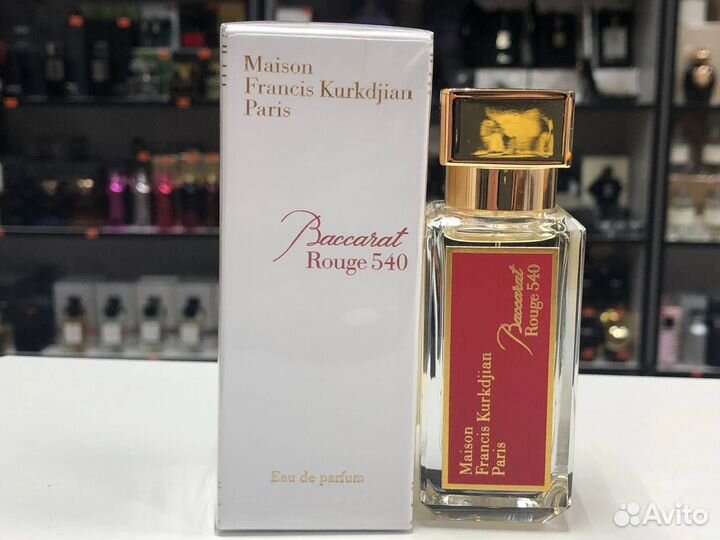 Maison
Francis Kurkdjian
Paris
Baccarat
Rouge 540
Eau de parfum
Maison
Francis Kurkdjian
Paris
Baccarat
Rouge 540
Avito